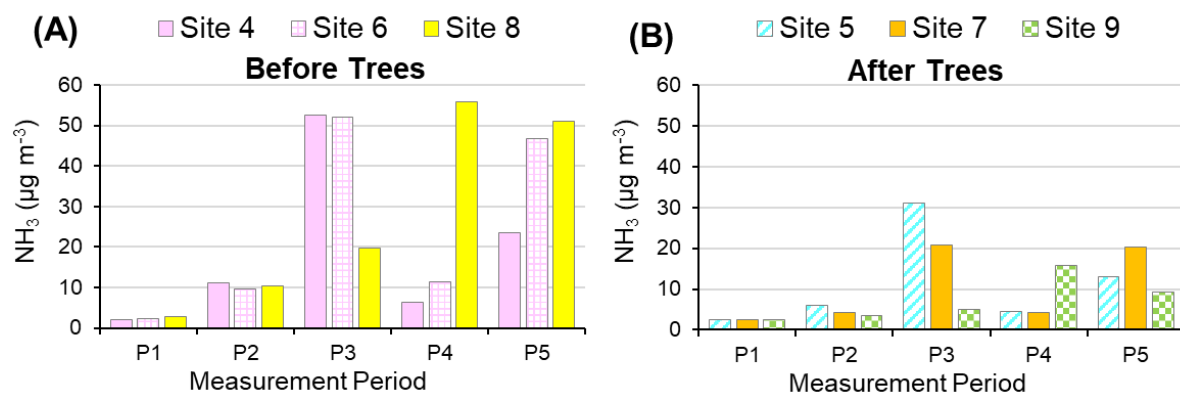 (A) Site 4 Site 6 Site 8
Before Trees
60
50
40
30
20
10
0
NH₃ (µg m⁻³)
P1 P2 P3 P4 P5
Measurement Period
(B) Site 5 Site 7 Site 9
After Trees
60
50
40
30
20
10
0
NH₃ (µg m⁻³)
P1 P2 P3 P4 P5
Measurement Period